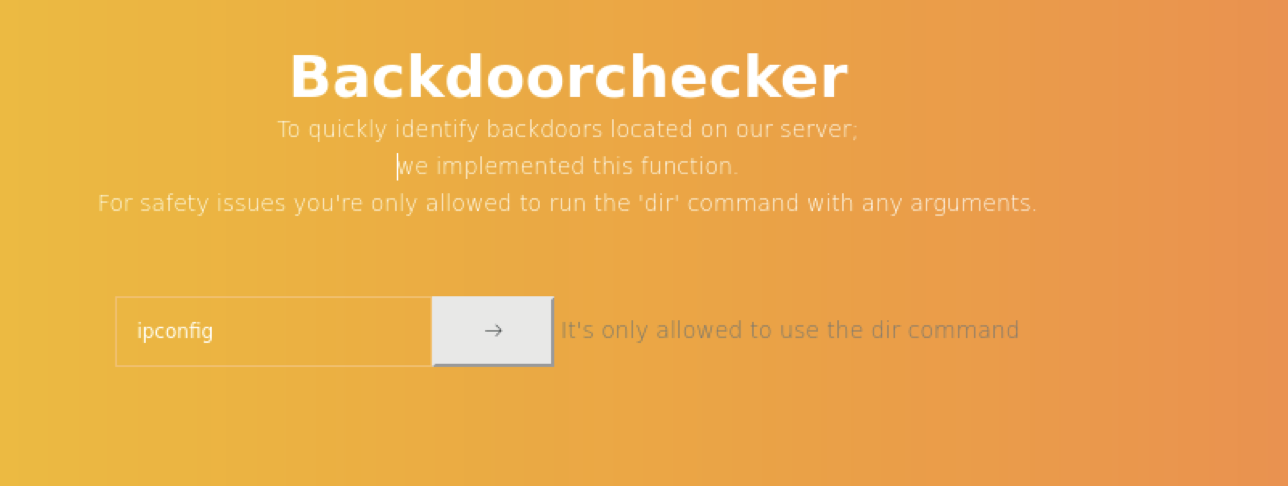 Backdoorchecker
To quickly identify backdoors located on our server;
we implemented this function.
For safety issues you're only allowed to run the 'dir' command with any arguments.
ipconfig → It's only allowed to use the dir command